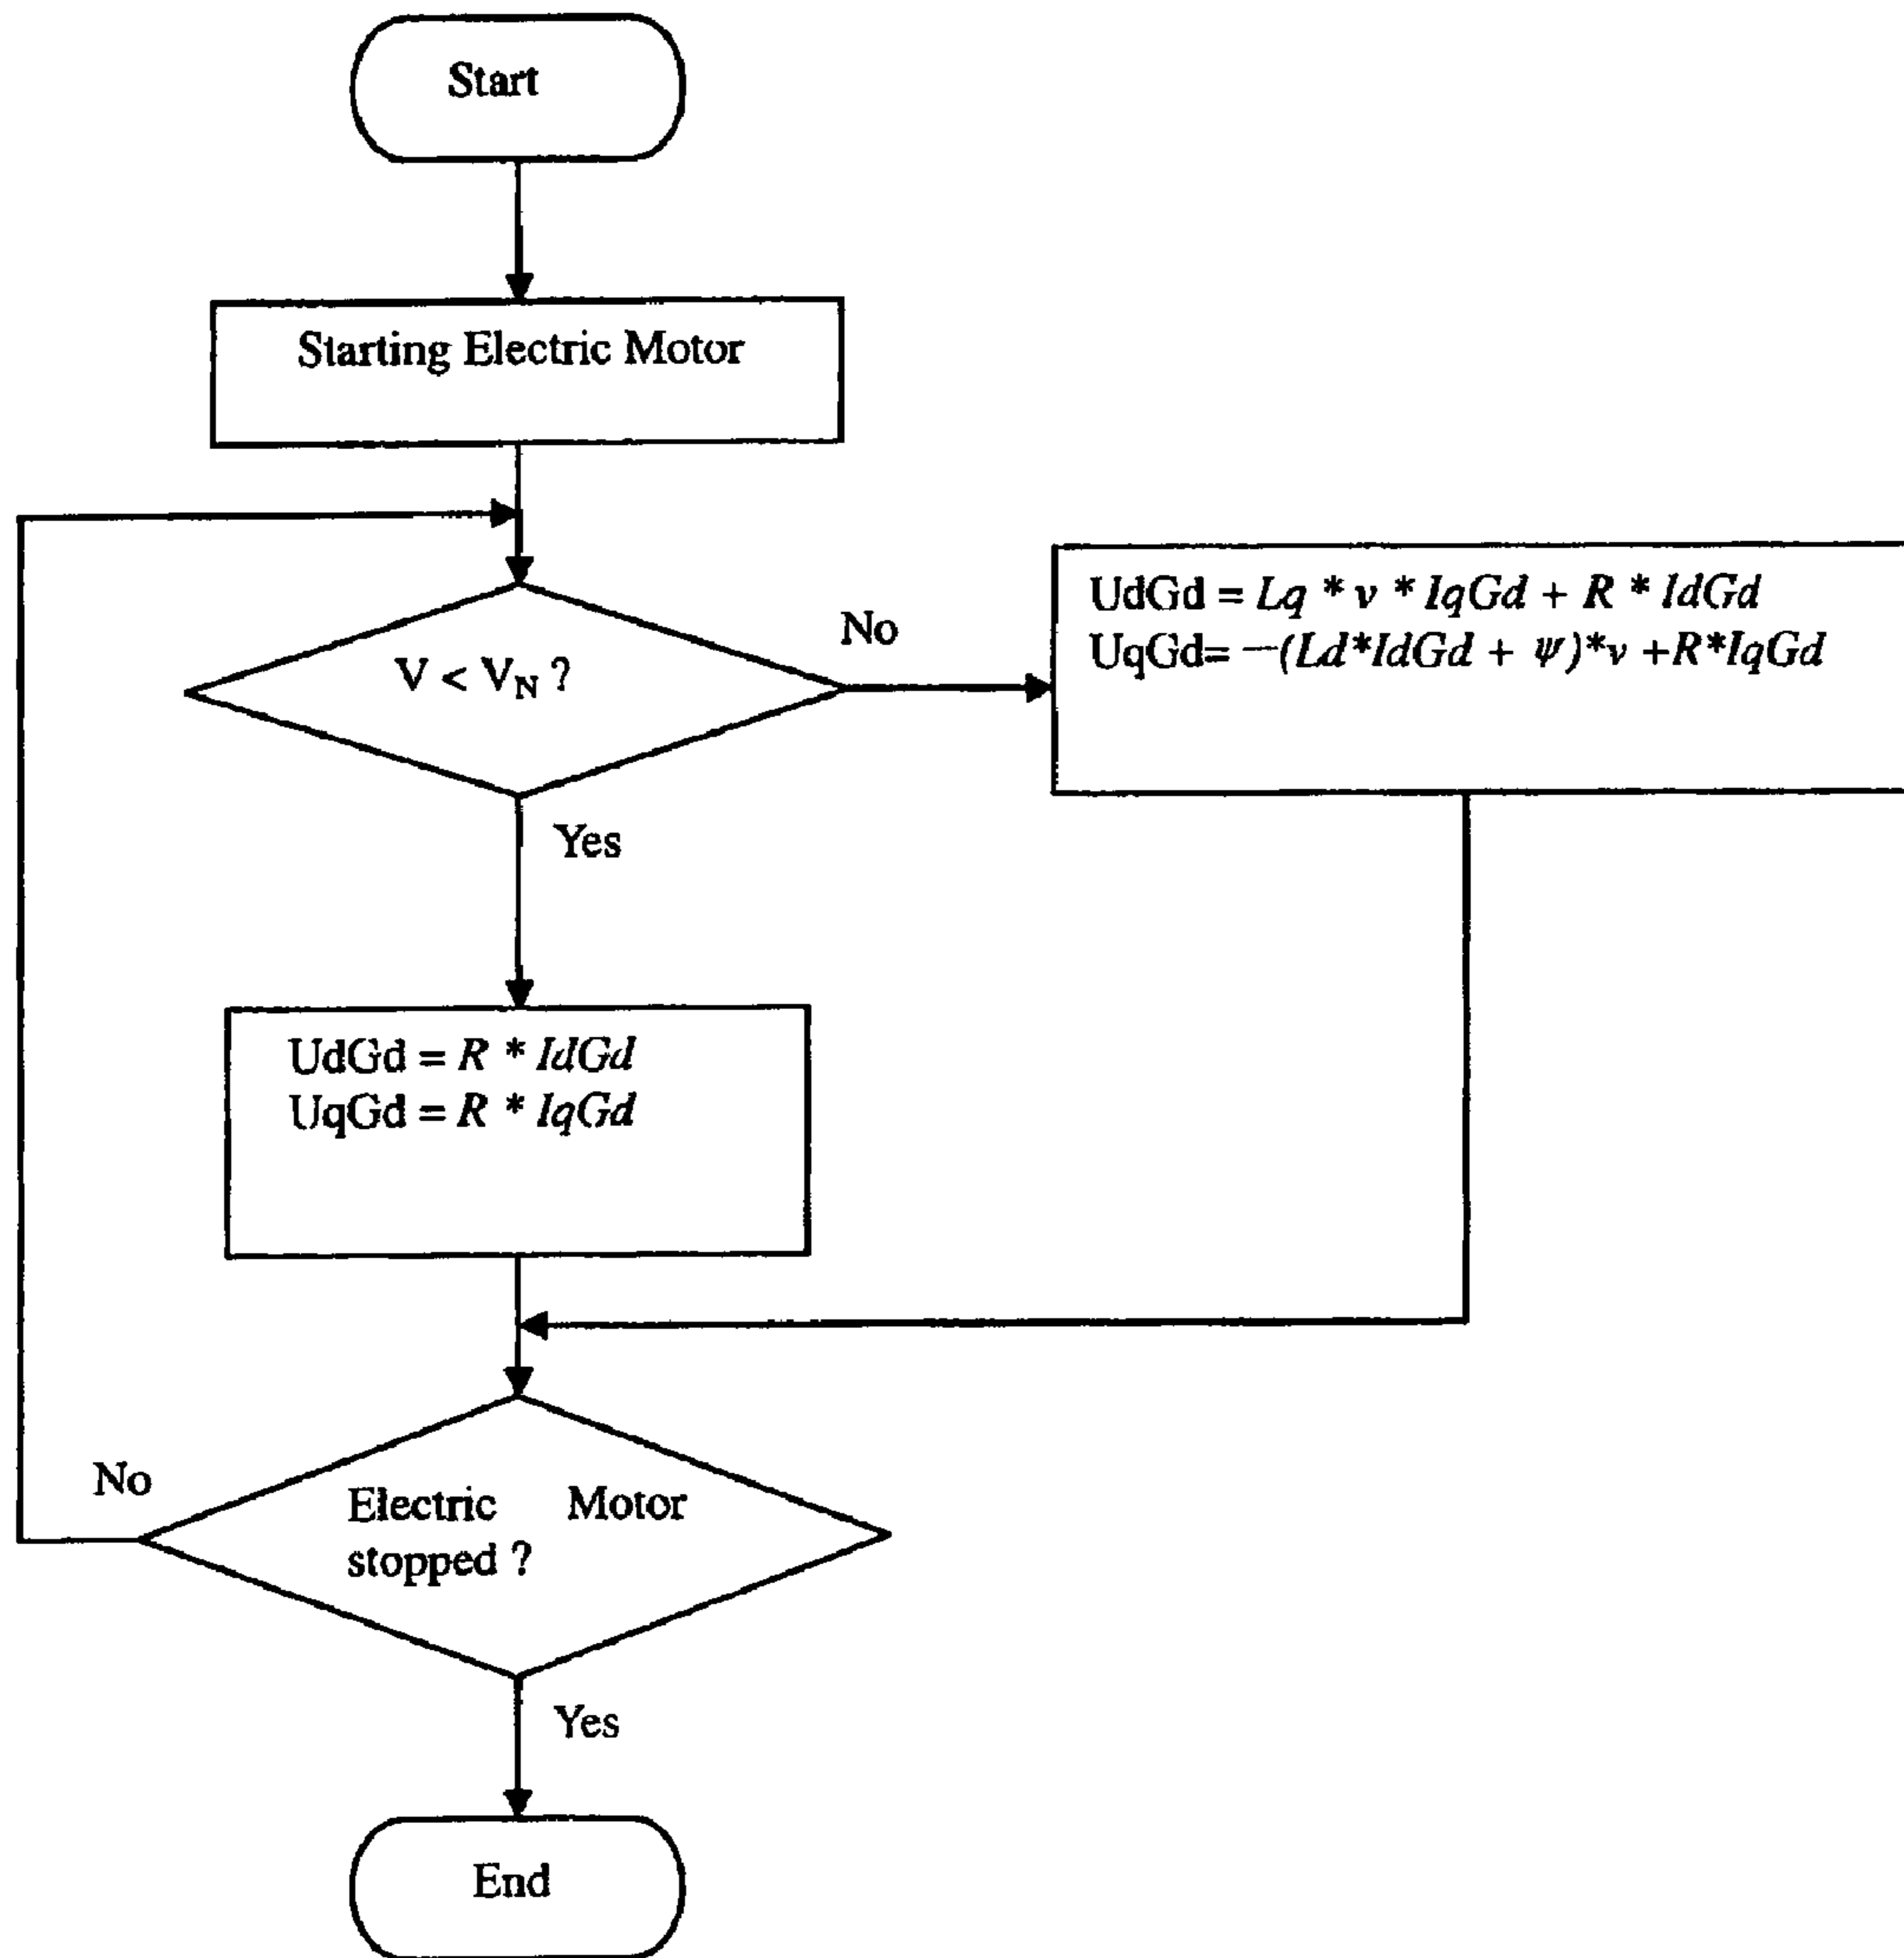 Start
Starting Electric Motor
V < V_N ?
No
UdGd = Lq * v * IqGd + R * IdGd
UqGd= —(Ld*IdGd + ψ)*v +R*IqGd
Yes
UdGd = R * IdGd
UqGd = R * IqGd
No
Electric Motor
stopped ?
Yes
End